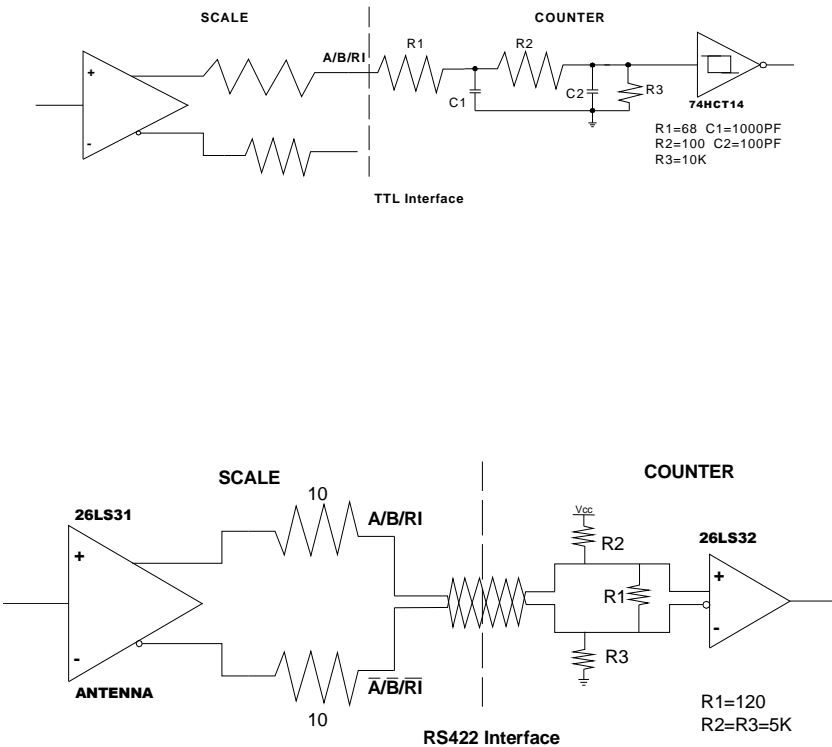 SCALE
COUNTER
A/B/RI
R1
R2
+
-
C1
C2
R3
74HCT14
R1=68 C1=1000PF
R2=100 C2=100PF
R3=10K
TTL Interface
SCALE
COUNTER
10
26LS31
A/B/RI
Vcc
R2
26LS32
+
-
R1
+
-
R3
ANTENNA
A̅/B̅/R̅I̅
10
R1=120
R2=R3=5K
RS422 Interface